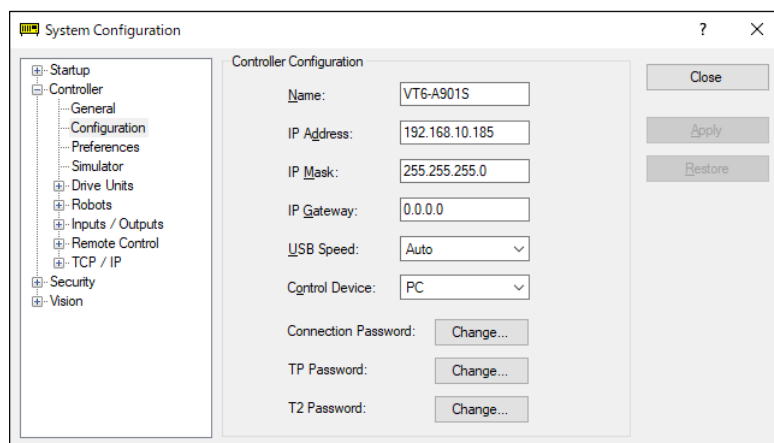 System Configuration
?
Startup
Controller
General
Configuration
Preferences
Simulator
Drive Units
Robots
Inputs / Outputs
Remote Control
TCP / IP
Security
Vision
Controller Configuration
Name: VT6-A901S
IP Address: 192.168.10.185
IP Mask: 255.255.255.0
IP Gateway: 0.0.0.0
USB Speed: Auto
Control Device: PC
Connection Password: Change...
TP Password: Change...
T2 Password: Change...
Close
Apply
Restore